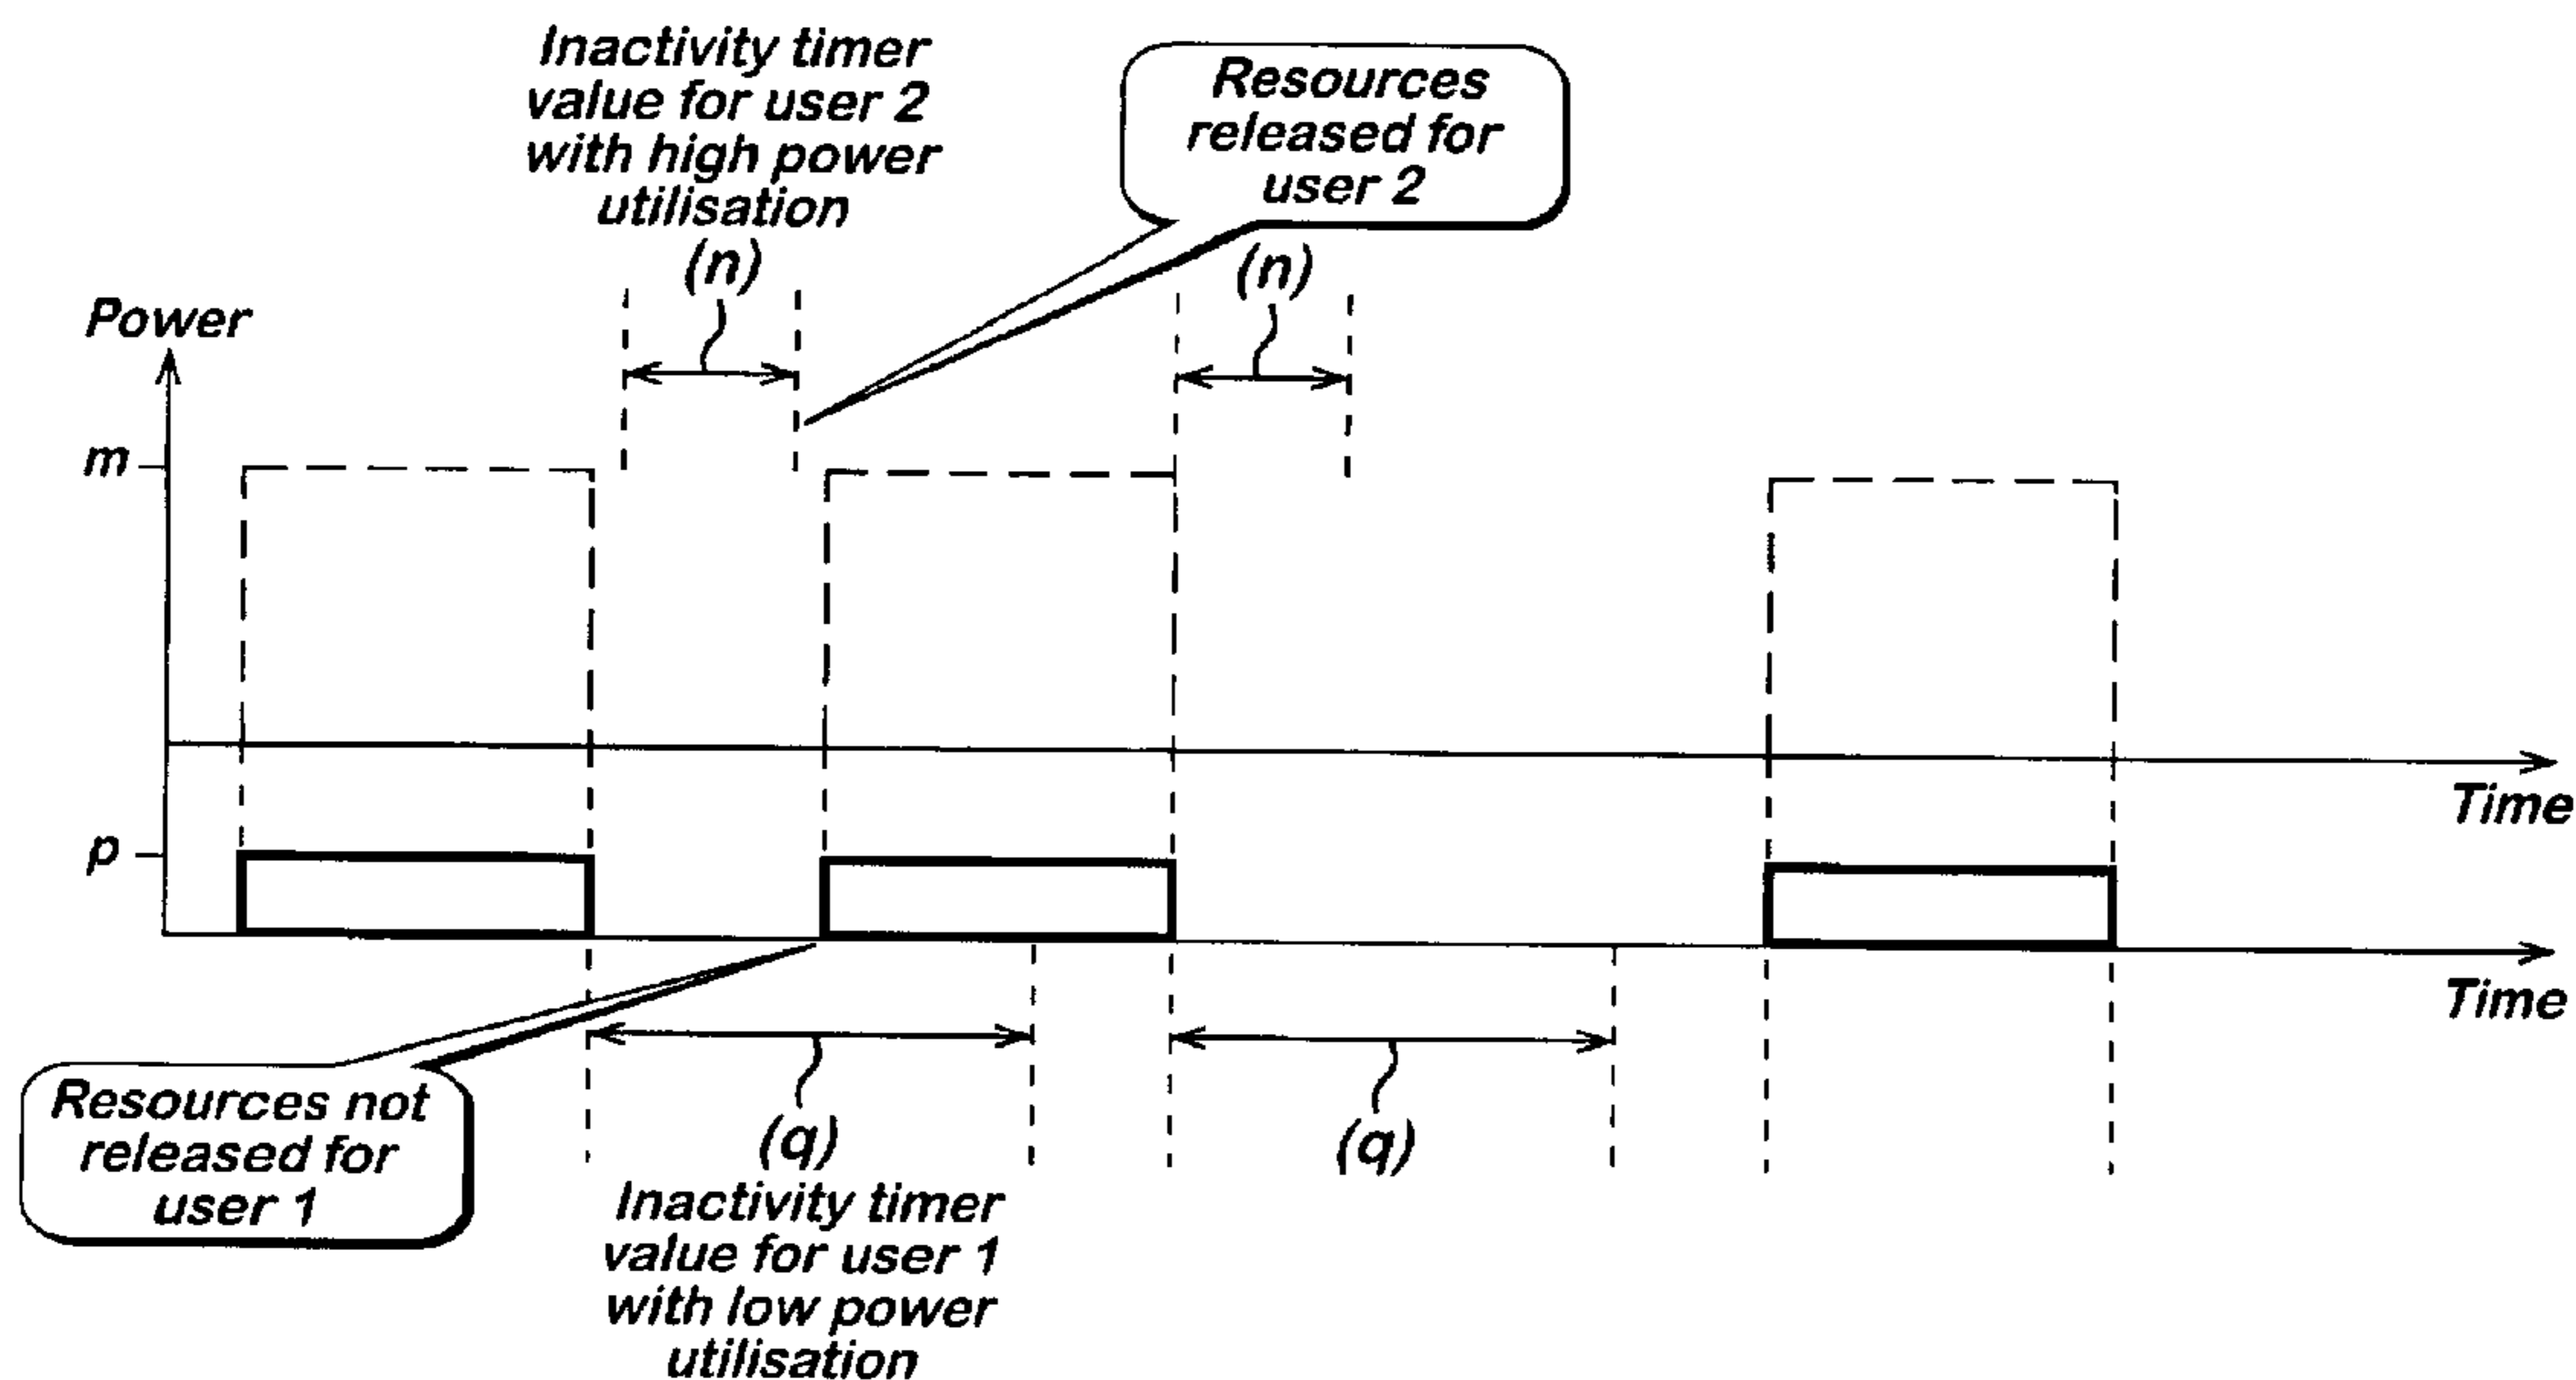 Inactivity timer
value for user 2
with high power
utilisation
(n)
Resources
released for
user 2
(n)
Power
m
Time
p
Time
Resources not
released for
user 1
(q)
Inactivity timer
value for user 1
with low power
utilisation
(q)